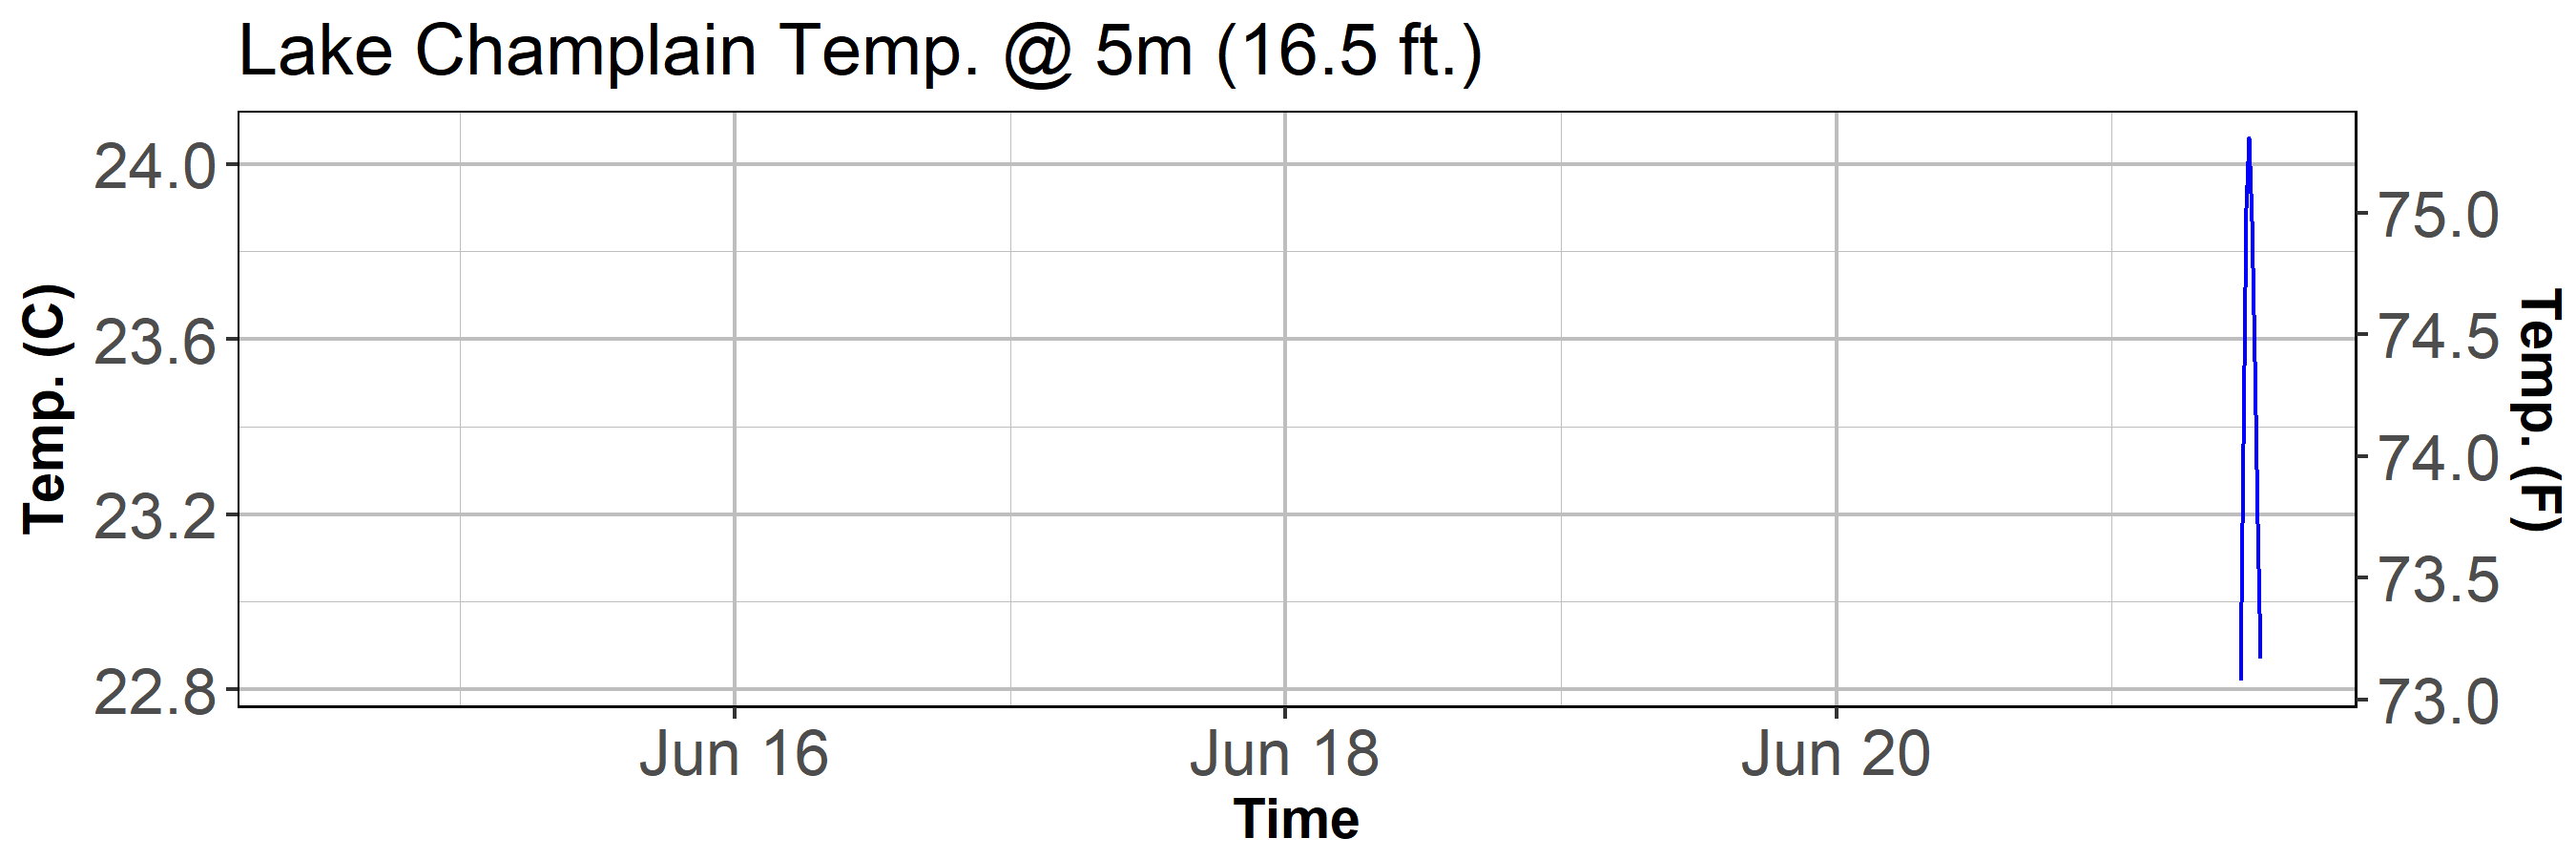 Lake Champlain Temp. @ 5m (16.5 ft.)
24.0
23.6
23.2
22.8
Temp. (C)
75.0
74.5
74.0
73.5
73.0
Temp. (F)
Jun 16
Jun 18
Jun 20
Time